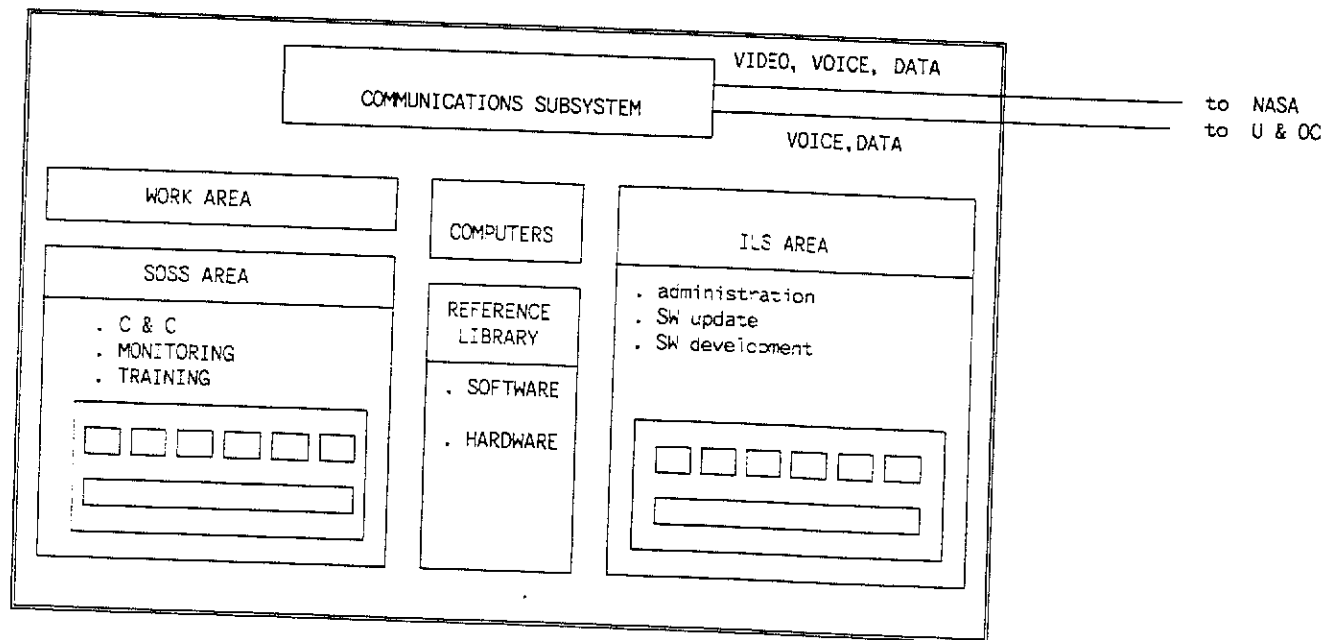 VIDEO, VOICE, DATA
COMMUNICATIONS SUBSYSTEM
to NASA
to U & OC
VOICE,DATA
WORK AREA
COMPUTERS
ILS AREA
SOSS AREA
. C & C
. MONITORING
. TRAINING
REFERENCE
LIBRARY
. SOFTWARE
. HARDWARE
. administration
. SW update
. SW development